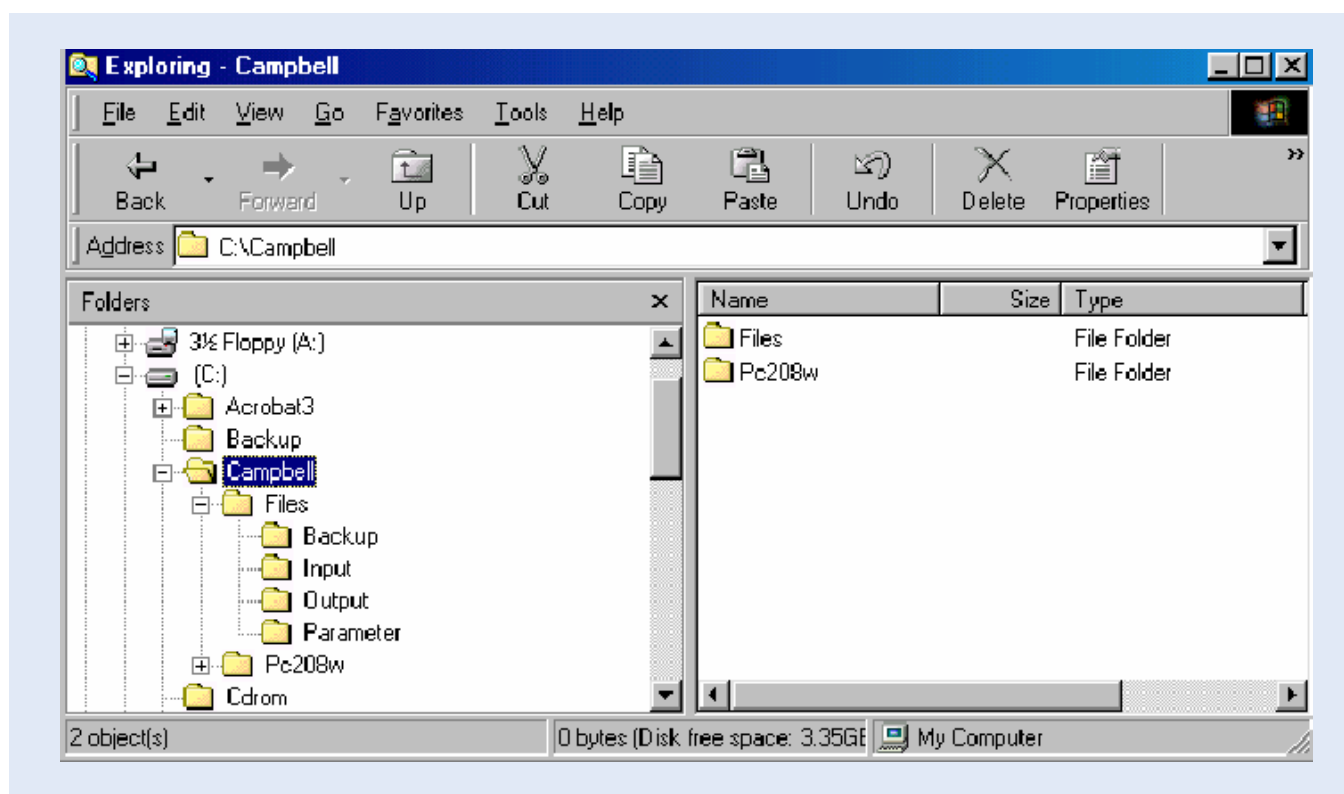 Exploring - Campbell
File Edit View Go Favorites Tools Help
Back Forward Up Cut Copy Paste Undo Delete Properties »
Address C:\Campbell
Folders
3½ Floppy (A:)
(C:)
Acrobat3
Backup
Campbell
Files
Backup
Input
Output
Parameter
Pc208w
Cdrom
Name Size Type
Files File Folder
Pc208w File Folder
2 object(s) 0 bytes (Disk free space: 3.35GB My Computer